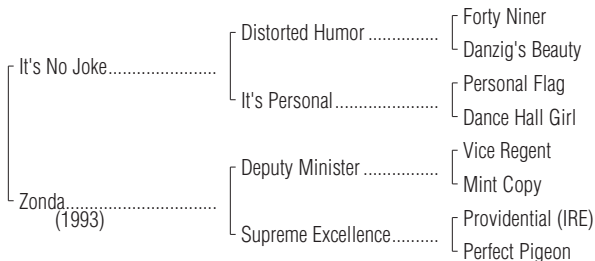 Forty Niner
Distorted Humor ...............
Danzig's Beauty
It's No Joke.......................
Personal Flag
It's Personal......................
Dance Hall Girl
Vice Regent
Deputy Minister ................
Mint Copy
Zonda................................
(1993)
Providential (IRE)
Supreme Excellence..........
Perfect Pigeon